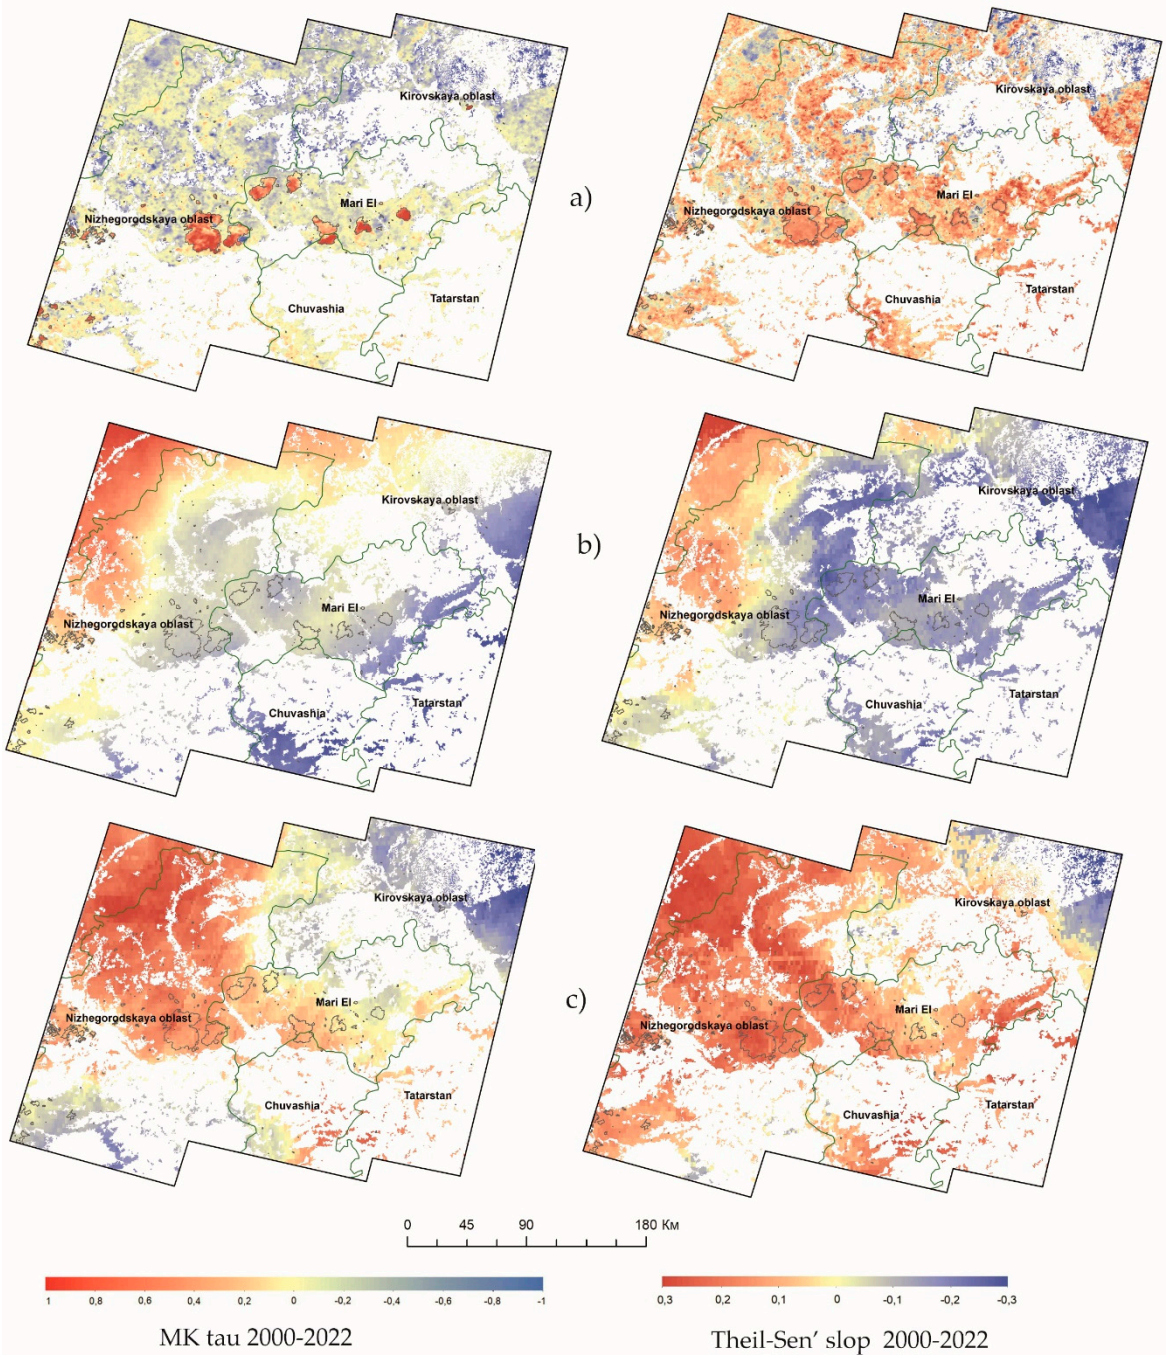 Kirovskaya oblast
Mari El
Nizhegorodskaya oblast
Chuvashia
Tatarstan
a)
Kirovskaya oblast
Mari El
Nizhegorodskaya oblast
Chuvashia
Tatarstan
Kirovskaya oblast
Mari El
Nizhegorodskaya oblast
Chuvashia
Tatarstan
b)
Kirovskaya oblast
Mari El
Nizhegorodskaya oblast
Chuvashia
Tatarstan
Kirovskaya oblast
Mari El
Nizhegorodskaya oblast
Chuvashia
Tatarstan
c)
Kirovskaya oblast
Mari El
Nizhegorodskaya oblast
Chuvashia
Tatarstan
0 45 90 180 Км
1 0,8 0,6 0,4 0,2 0 -0,2 -0,4 -0,6 -0,8 -1
MK tau 2000-2022
0,3 0,2 0,1 0 -0,1 -0,2 -0,3
Theil-Sen’ slop 2000-2022